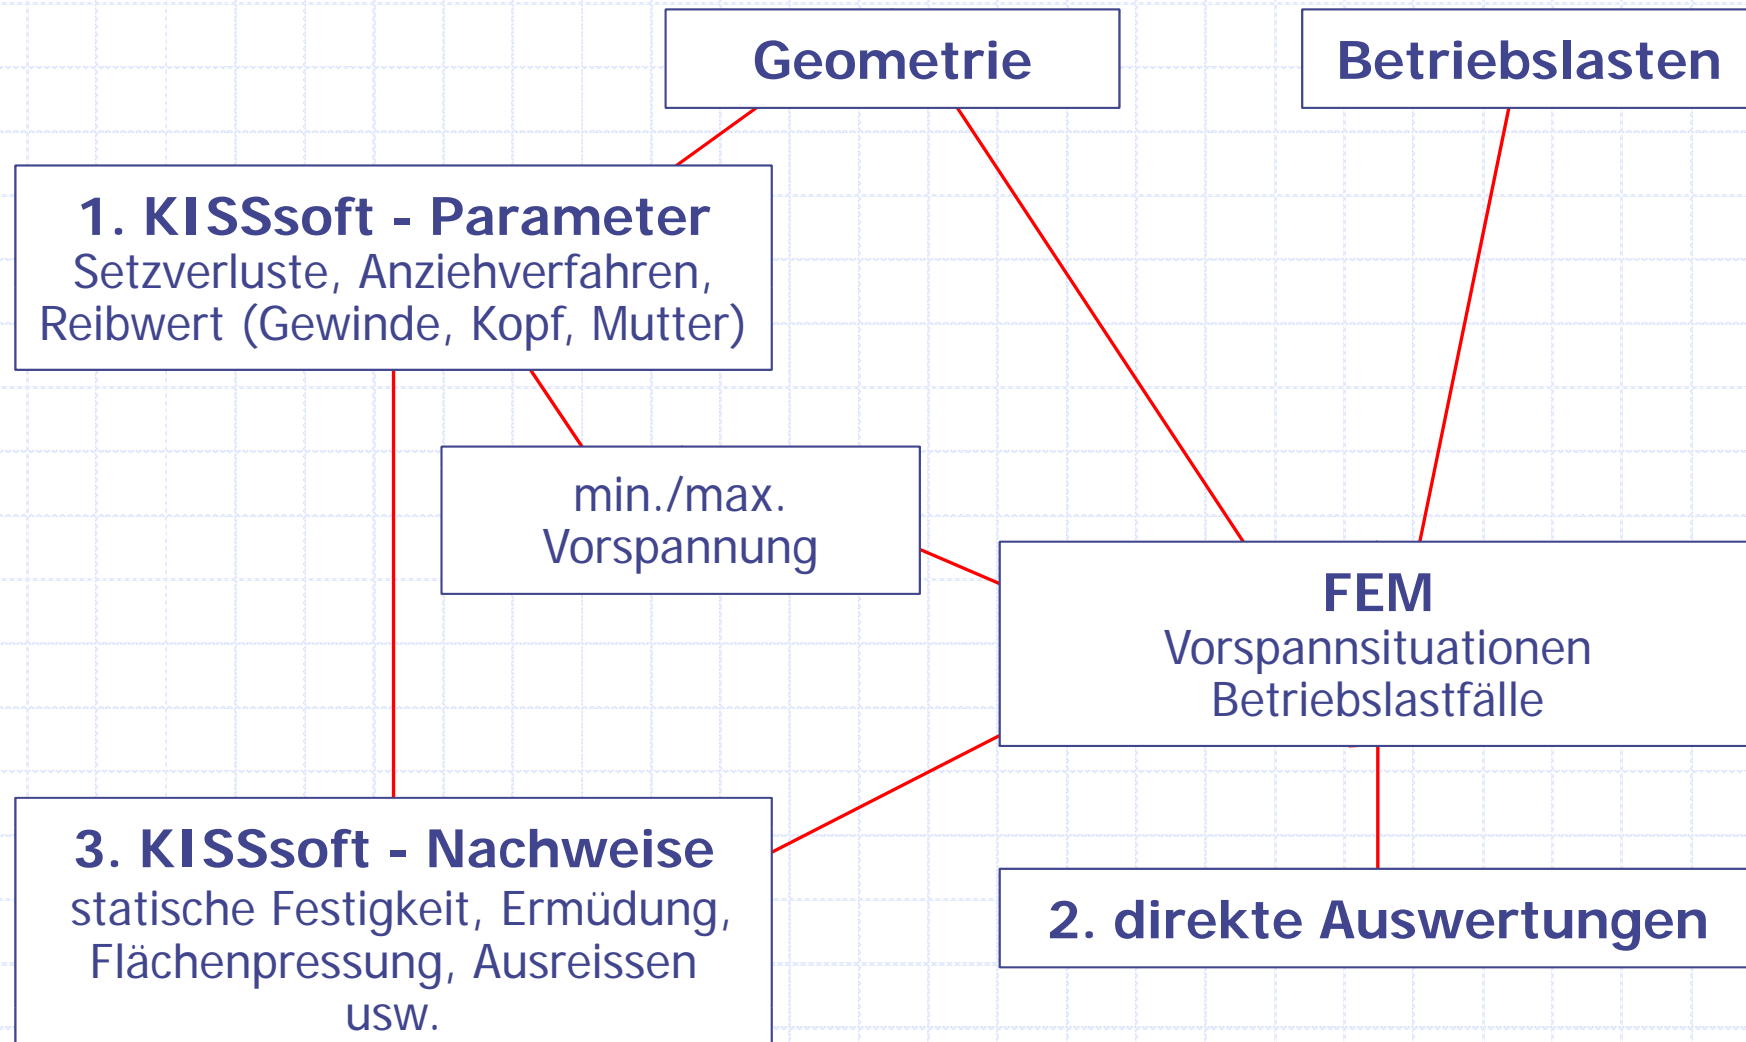 Geometrie
Betriebslasten
1. KISSsoft - Parameter
Setzverluste, Anziehverfahren,
Reibwert (Gewinde, Kopf, Mutter)
min./max.
Vorspannung
FEM
Vorspannsituationen
Betriebslastfälle
3. KISSsoft - Nachweise
statische Festigkeit, Ermüdung,
Flächenpressung, Ausreissen
usw.
2. direkte Auswertungen